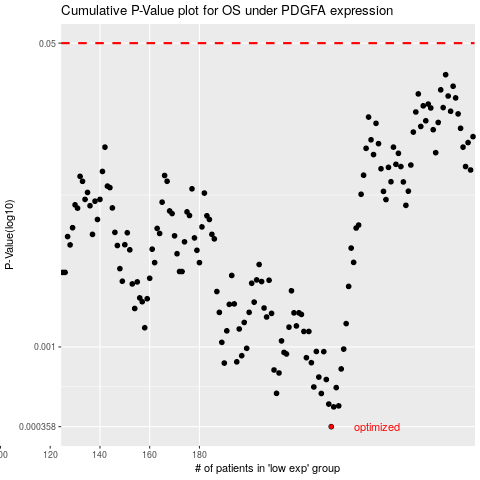 Cumulative P-Value plot for OS under PDGFA expression
0.05
P-Value(log10)
0.001
optimized
0.000358
00 120 140 160 180
# of patients in 'low exp' group